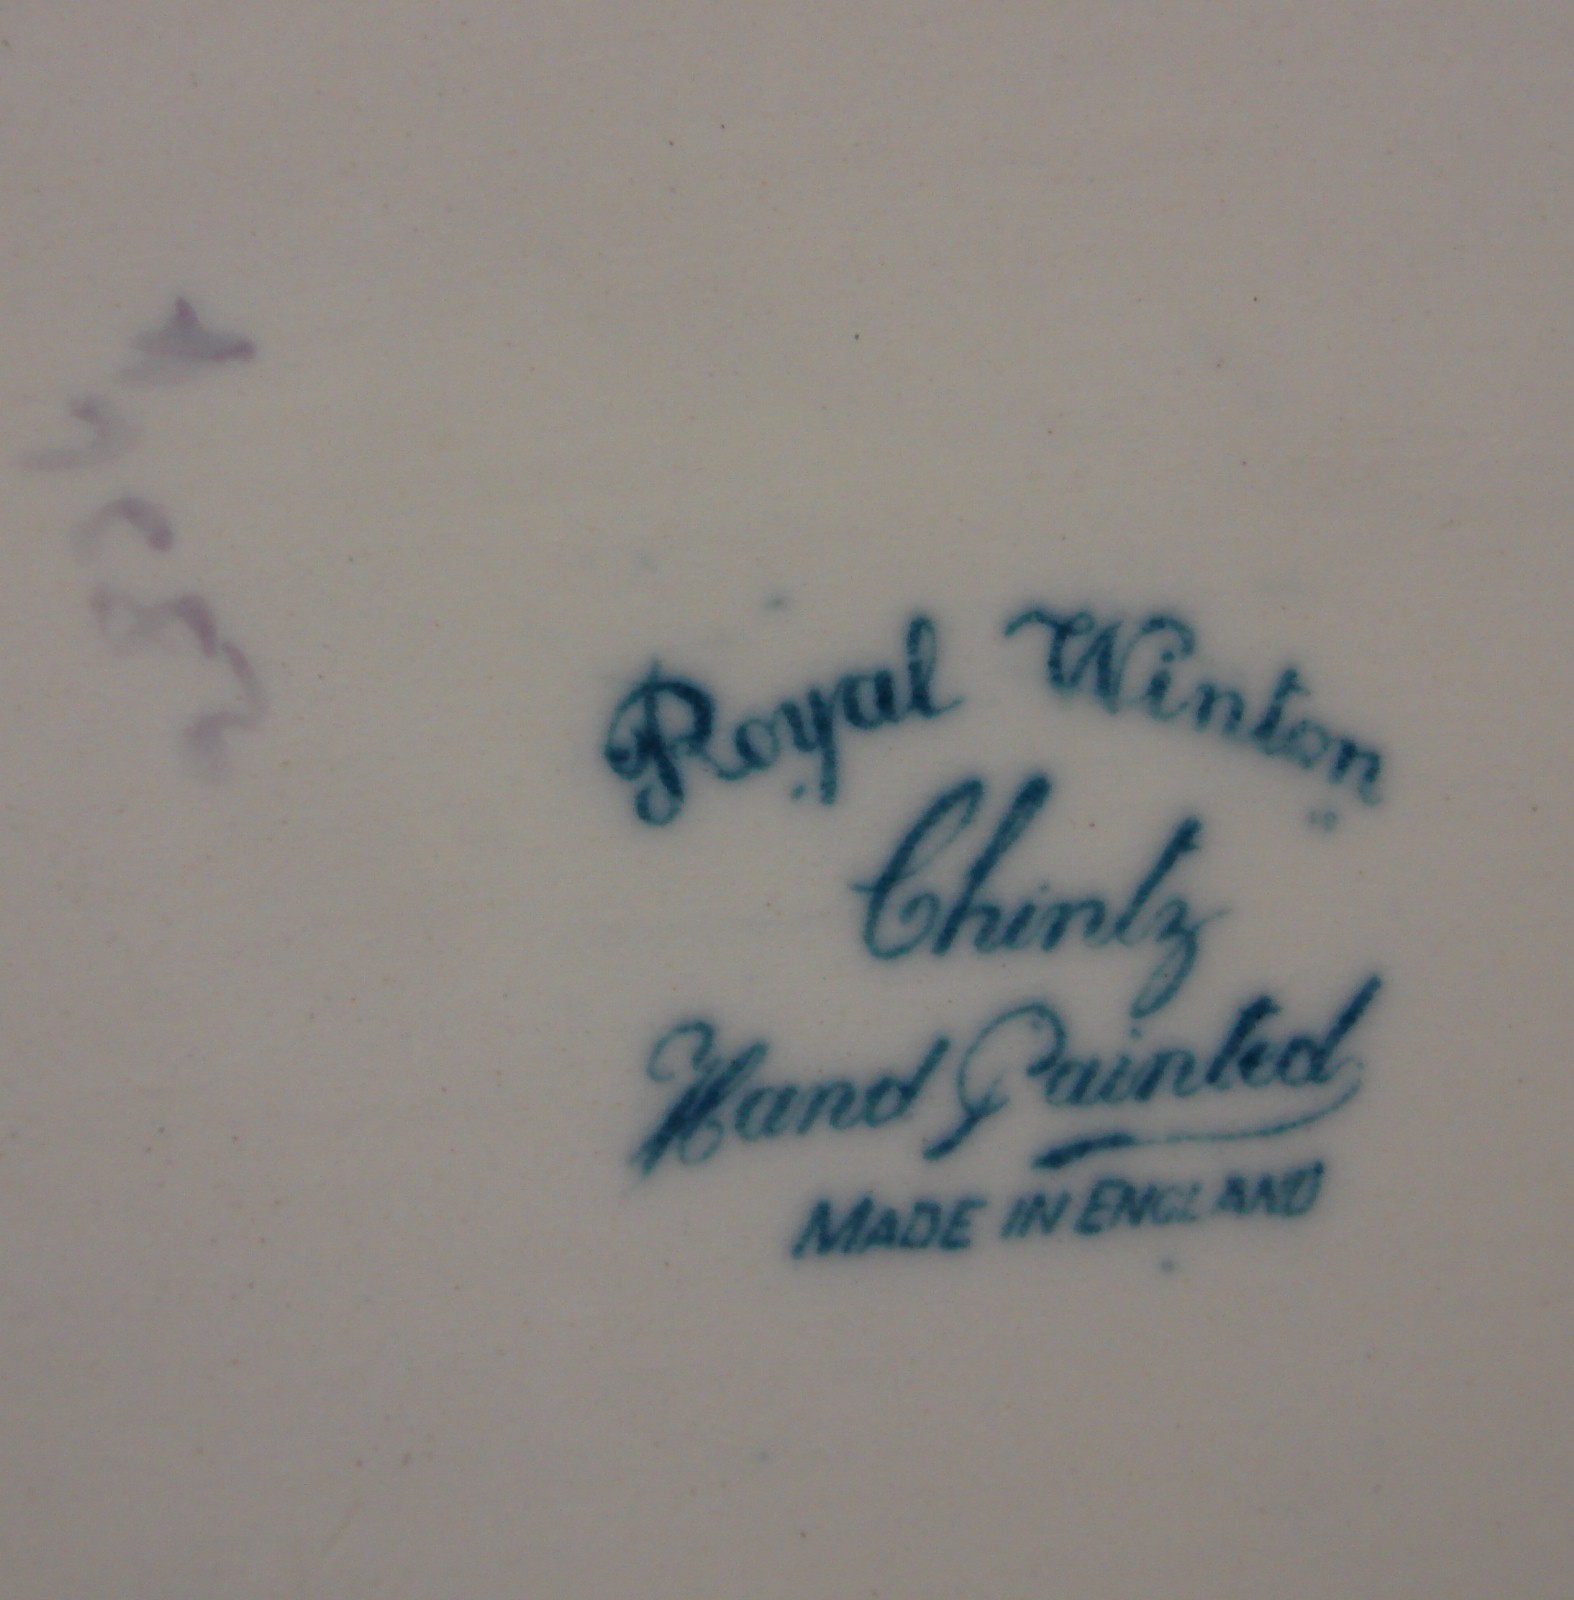 Royal Winton
Chintz
Hand Painted
MADE IN ENGLAND